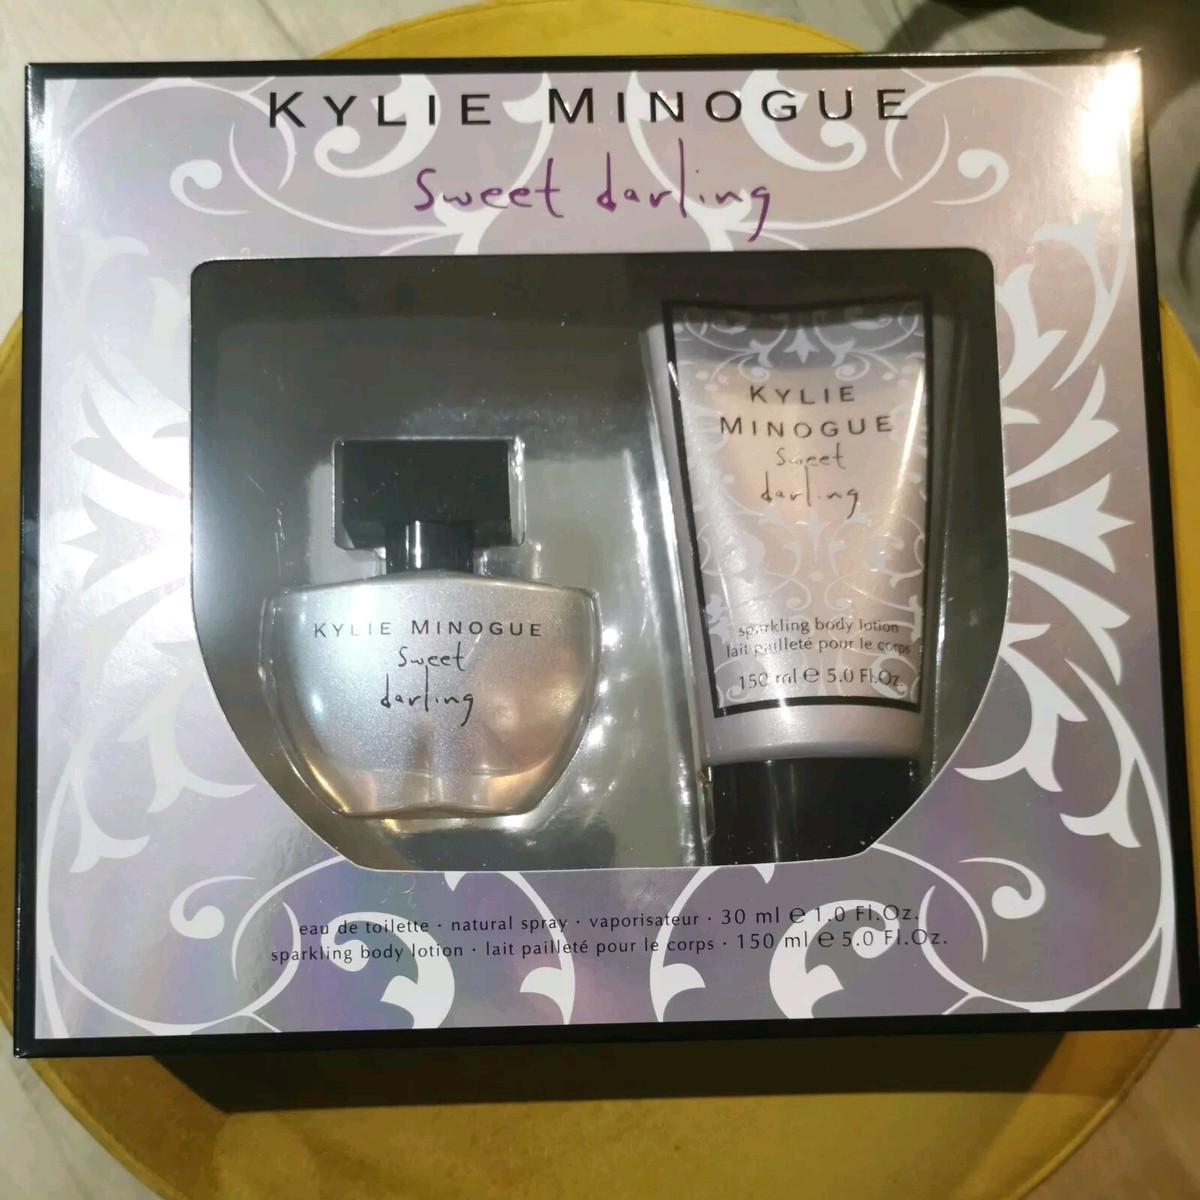 KYLIE MINOGUE
sweet darling
KYLIE
MINOGUE
sweet
darling
sparkling body lotion
lait pailleté pour le corps
150 ml e 5.0 Fl.Oz.
KYLIE MINOGUE
sweet
darling
eau de toilette · natural spray · vaporisateur · 30 ml e 1.0 Fl.Oz.
sparkling body lotion · lait pailleté pour le corps · 150 ml e 5.0 Fl.Oz.